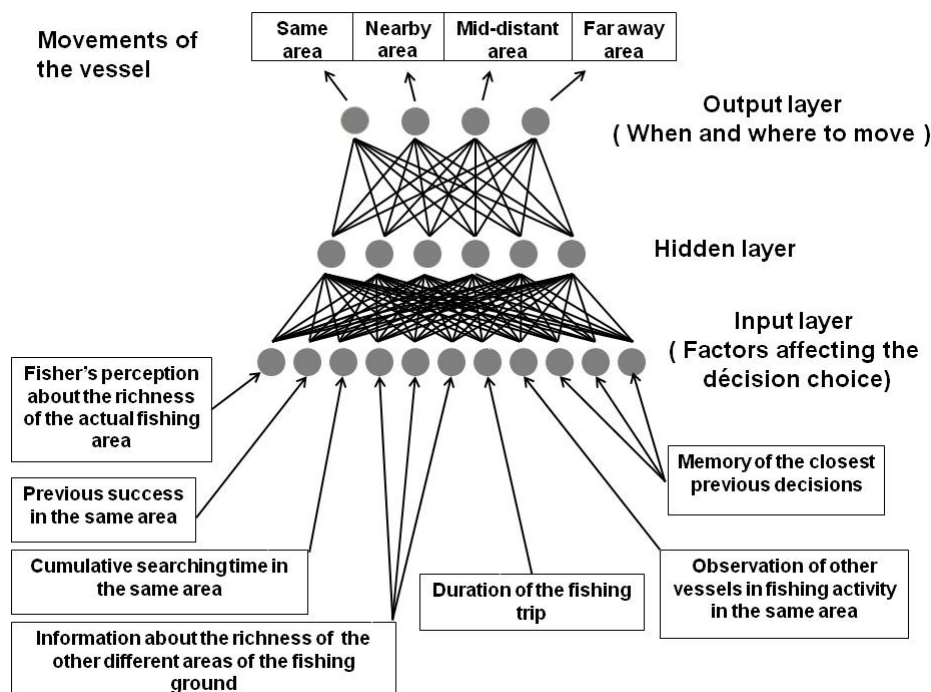 Movements of
the vessel
Same
area
Nearby
area
Mid-distant
area
Far away
area
Output layer
( When and where to move )
Hidden layer
Input layer
( Factors affecting the
décision choice)
Fisher's perception
about the richness
of the actual fishing
area
Previous success
in the same area
Cumulative searching time in
the same area
Information about the richness of the
other different areas of the fishing
ground
Duration of the fishing
trip
Memory of the closest
previous decisions
Observation of other
vessels in fishing activity
in the same area